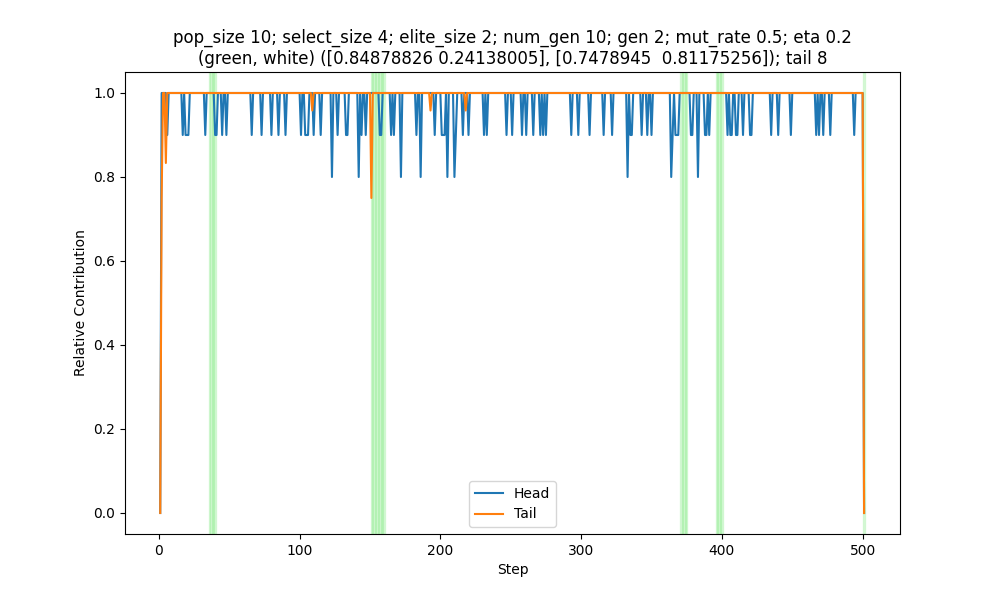 pop_size 10; select_size 4; elite_size 2; num_gen 10; gen 2; mut_rate 0.5; eta 0.2
(green, white) ([0.84878826 0.24138005], [0.7478945  0.81175256]); tail 8
Relative Contribution
1.0
0.8
0.6
0.4
0.2
0.0
Head
Tail
0
100
200
300
400
500
Step